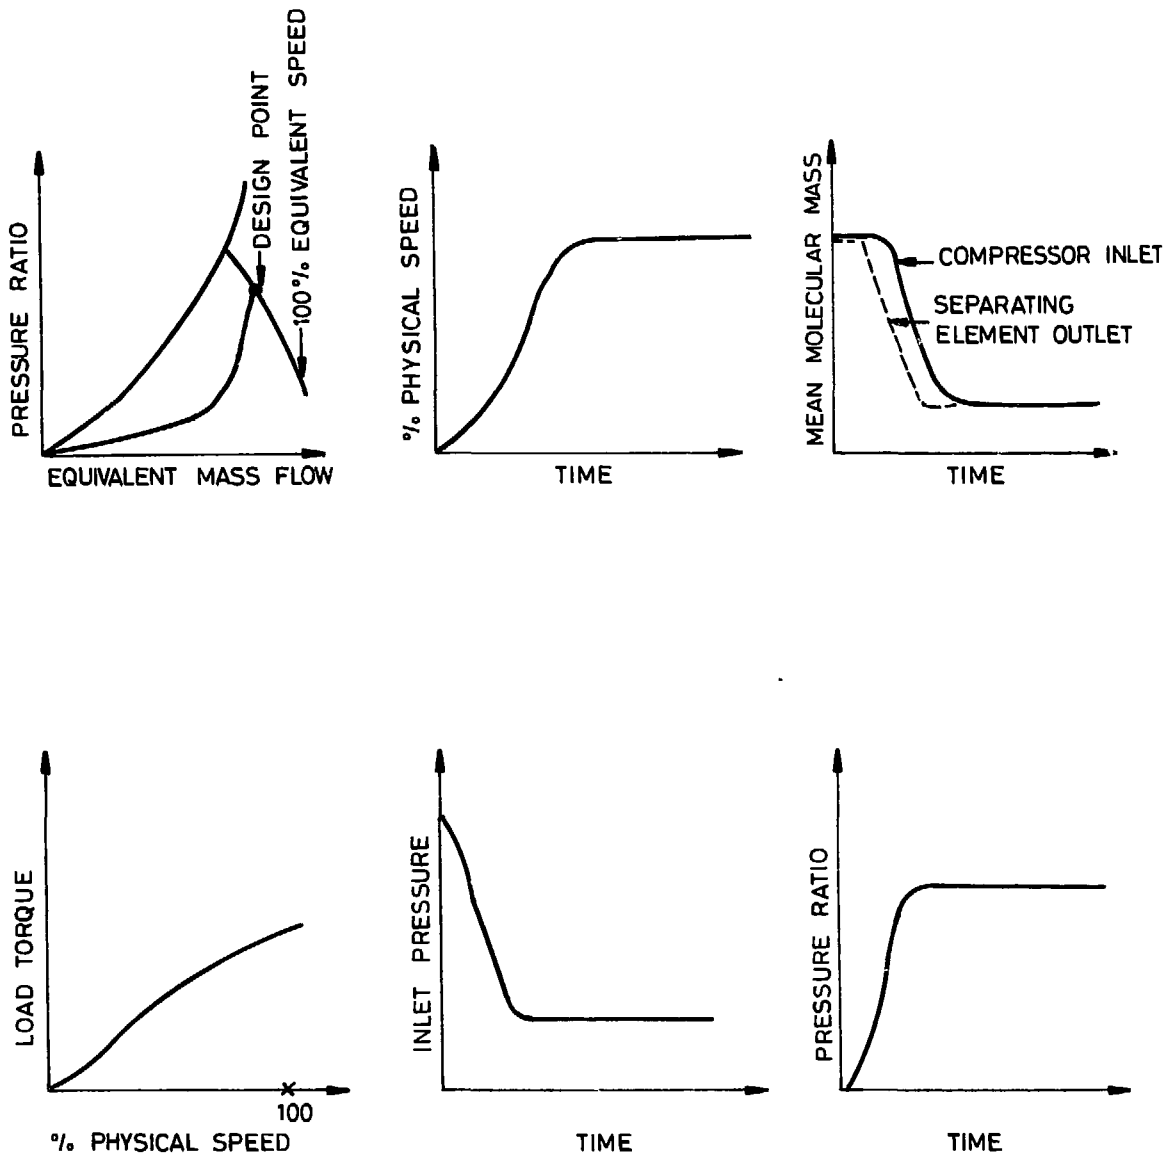 PRESSURE RATIO
DESIGN POINT
100% EQUIVALENT SPEED
EQUIVALENT MASS FLOW
% PHYSICAL SPEED
TIME
MEAN MOLECULAR MASS
COMPRESSOR INLET
SEPARATING
ELEMENT OUTLET
TIME
LOAD TORQUE
100
% PHYSICAL SPEED
INLET PRESSURE
TIME
PRESSURE RATIO
TIME